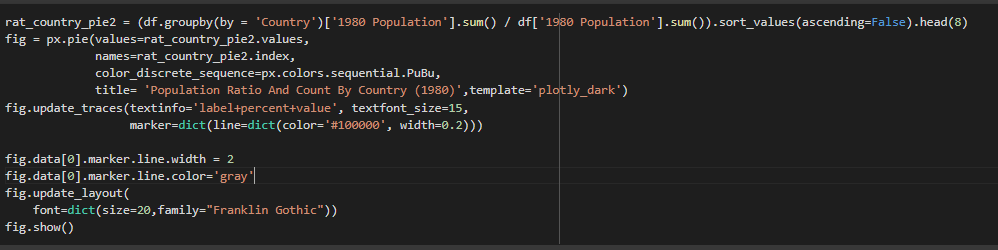 rat_country_pie2 = (df.groupby(by = 'Country')['1980 Population'].sum() / df['1980 Population'].sum()).sort_values(ascending=False).head(8)
fig = px.pie(values=rat_country_pie2.values,
             names=rat_country_pie2.index,
             color_discrete_sequence=px.colors.sequential.PuBu,
             title= 'Population Ratio And Count By Country (1980)',template='plotly_dark')
fig.update_traces(textinfo='label+percent+value', textfont_size=15,
                  marker=dict(line=dict(color='#100000', width=0.2)))

fig.data[0].marker.line.width = 2
fig.data[0].marker.line.color='gray'
fig.update_layout(
    font=dict(size=20,family="Franklin Gothic"))
fig.show()